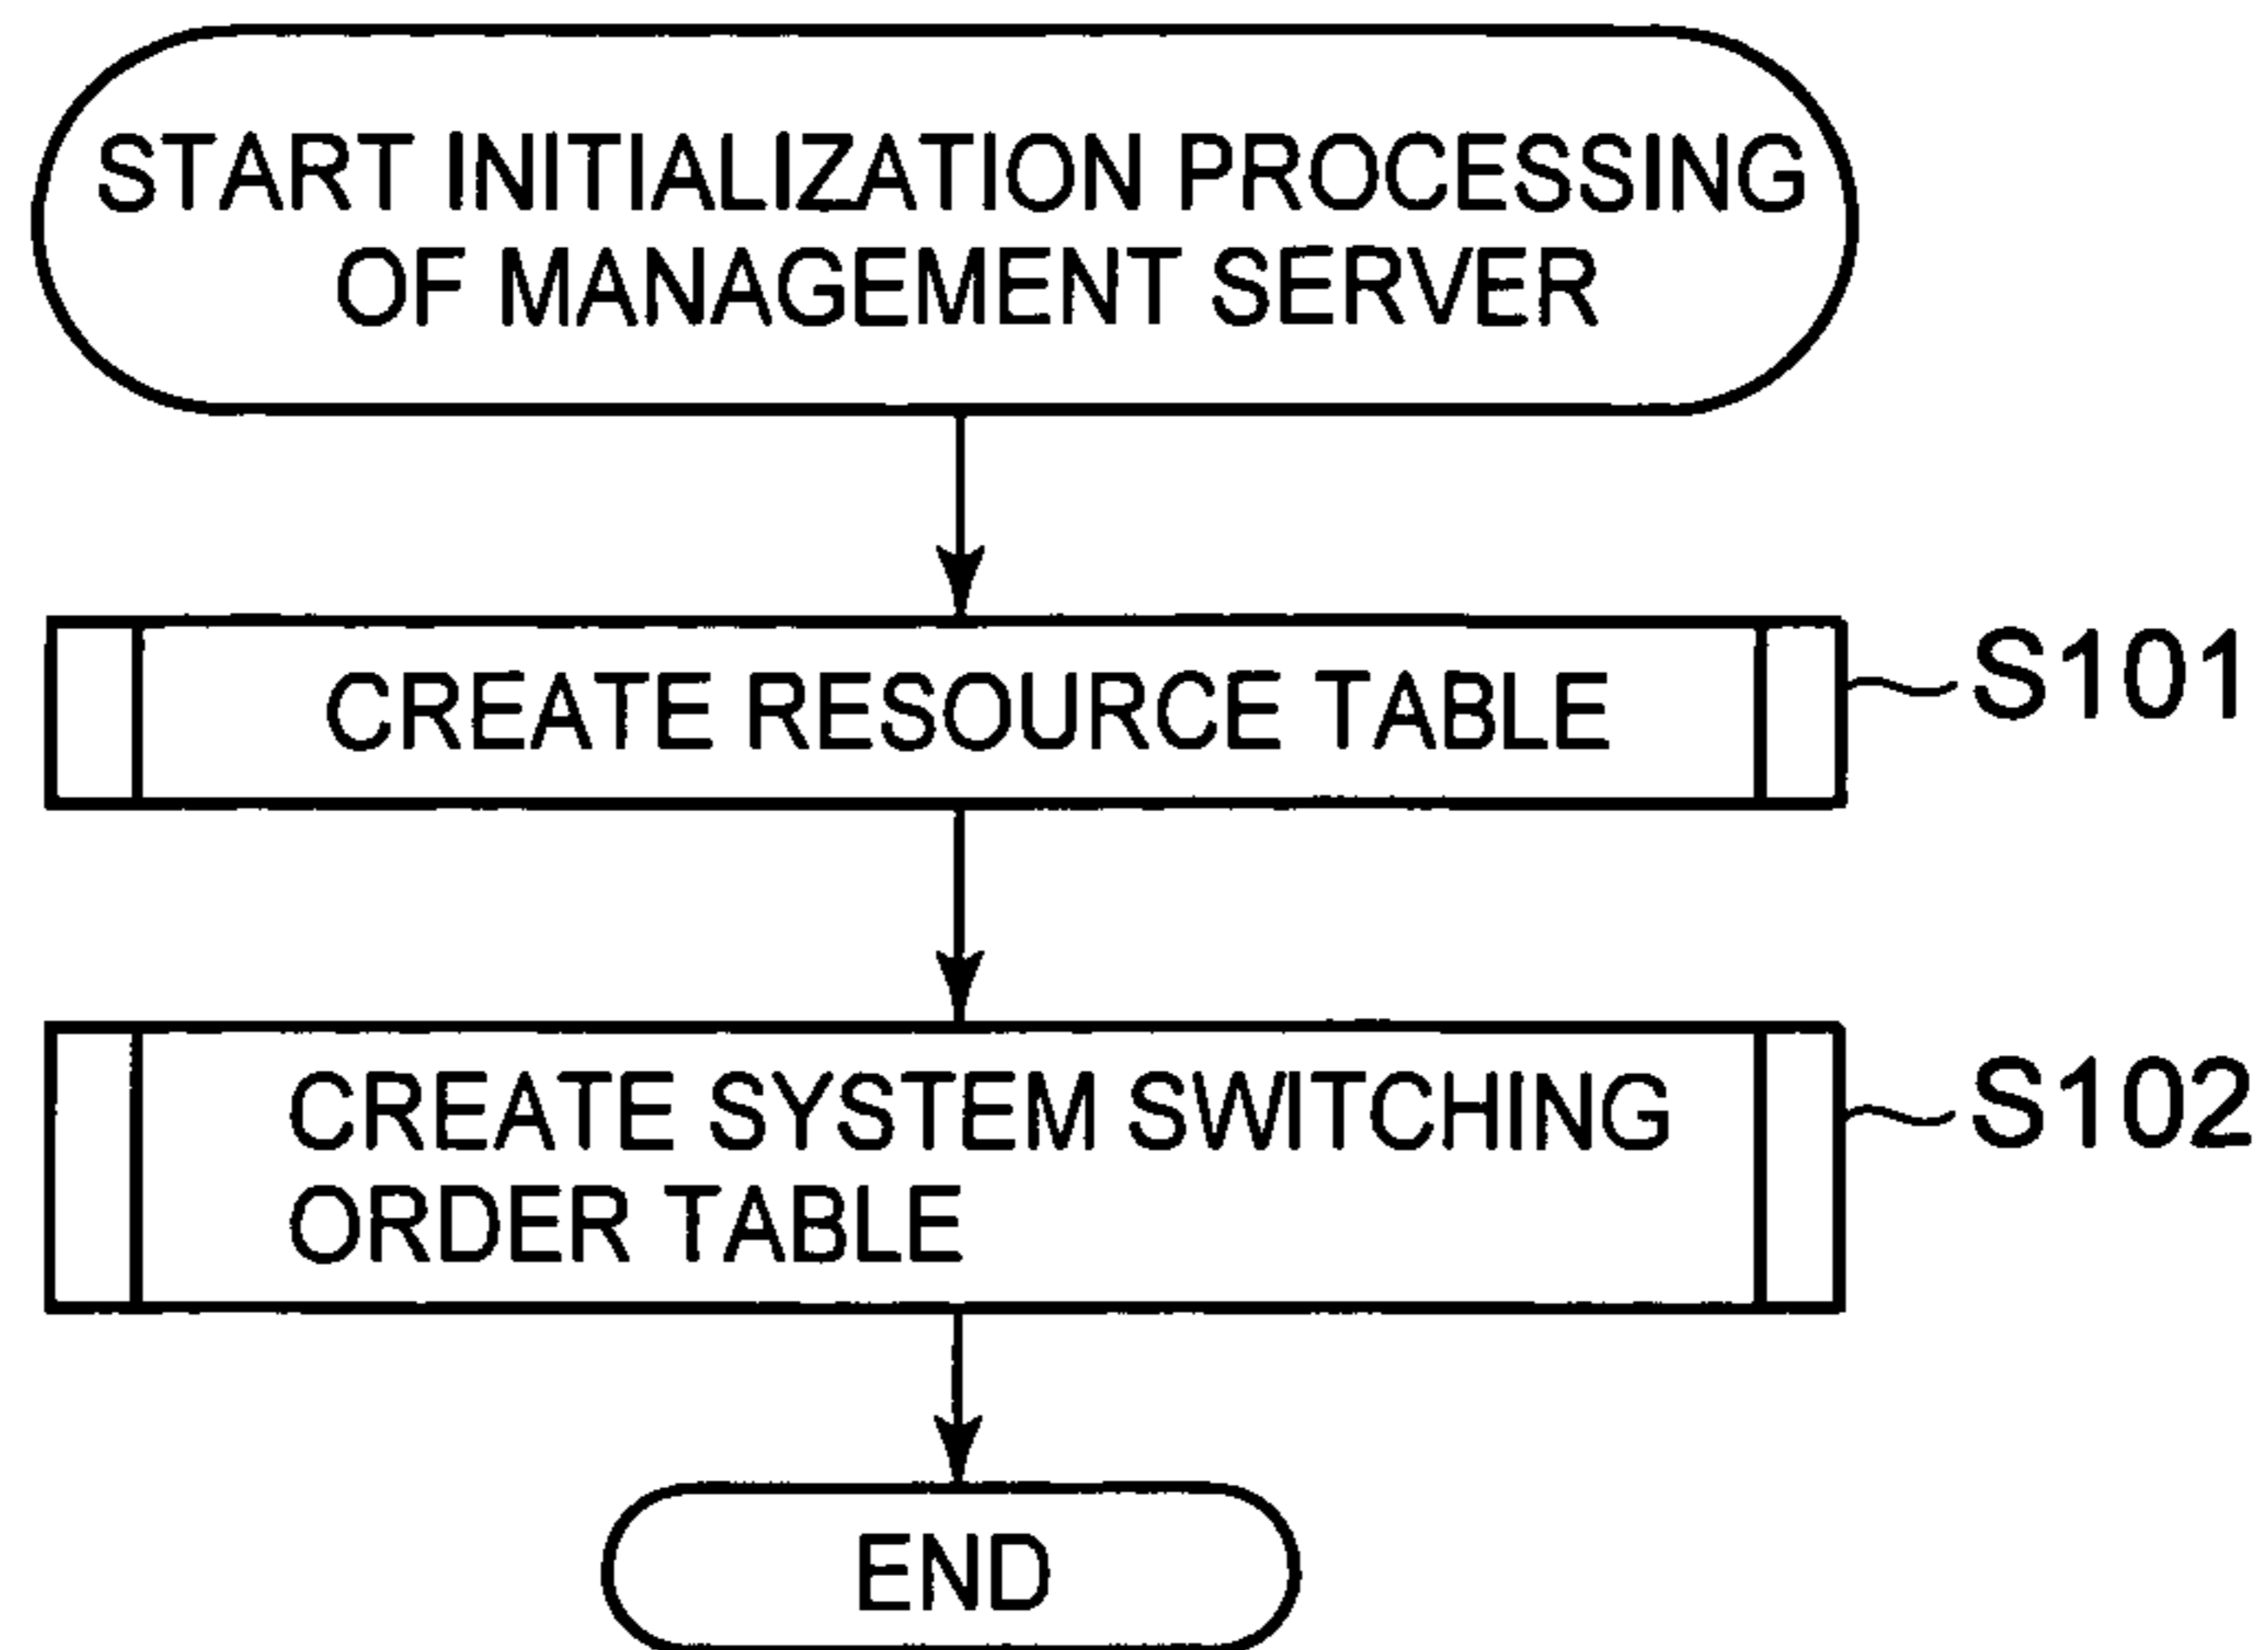 START INITIALIZATION PROCESSING
OF MANAGEMENT SERVER
CREATE RESOURCE TABLE
S101
CREATE SYSTEM SWITCHING
ORDER TABLE
S102
END